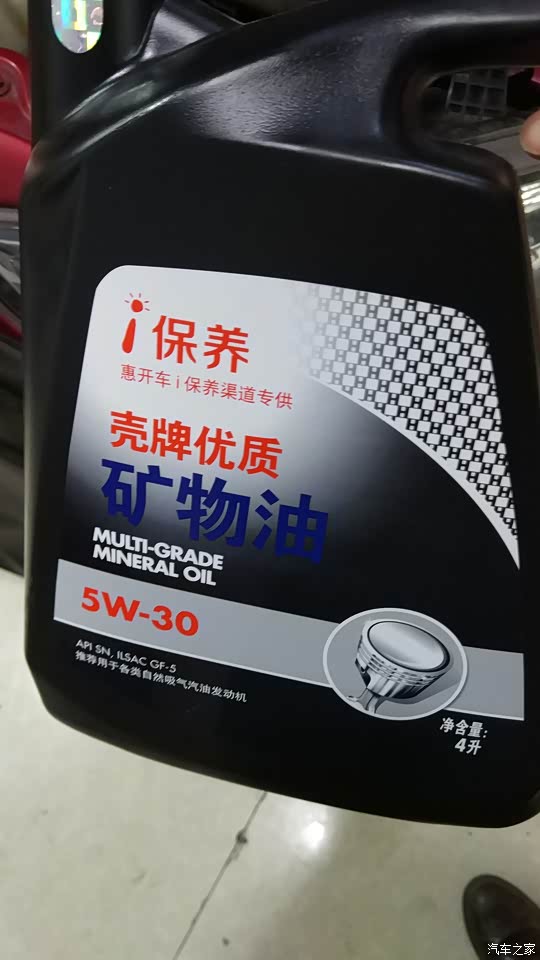 i保养
惠开车i保养渠道专供
壳牌优质
矿物油
MULTI-GRADE
MINERAL OIL
5W-30
API SN, ILSAC GF-5
推荐用于各类自然吸气汽油发动机
净含量:
4升
汽车之家